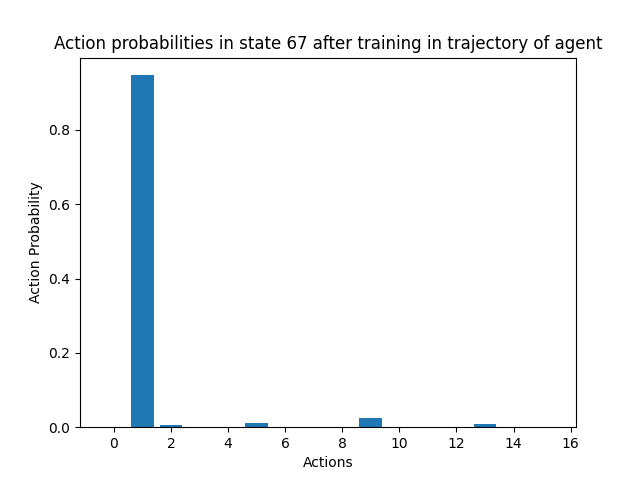 Action probabilities in state 67 after training in trajectory of agent
0.8
0.6
0.4
0.2
0.0
Action Probability
0 2 4 6 8 10 12 14 16
Actions